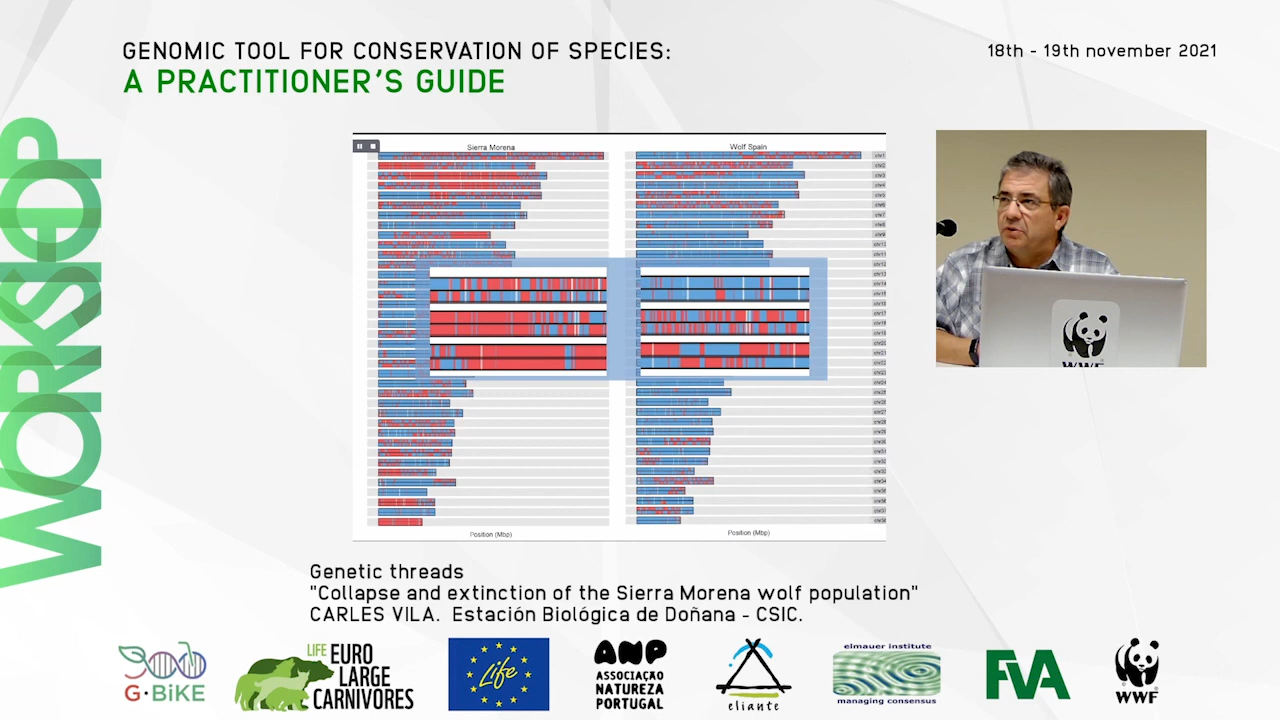 GENOMIC TOOL FOR CONSERVATION OF SPECIES:
A PRACTITIONER'S GUIDE
18th - 19th november 2021
WORKSHOP
Sierra Morena
Wolf Spain
Position (Mbp)
Position (Mbp)
WWF
Genetic threads
"Collapse and extinction of the Sierra Morena wolf population"
CARLES VILA. Estación Biológica de Doñana - CSIC.
G·BiKE
LIFE EURO
LARGE
CARNIVORES
Life
ANP
ASSOCIAÇÃO
NATUREZA
PORTUGAL
eliante
elmauer institute
managing consensus
FVA
WWF